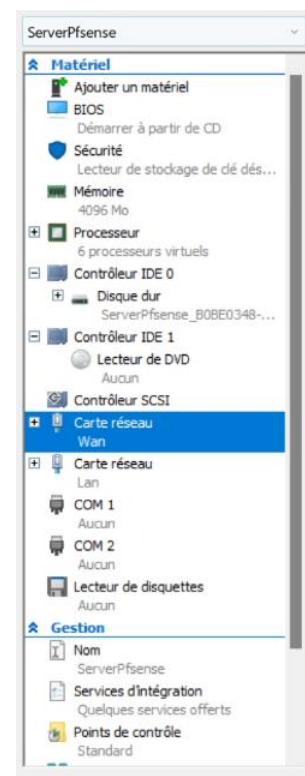 ServerPfsense
Matériel
Ajouter un matériel
BIOS
Démarrer à partir de CD
Sécurité
Lecteur de stockage de clé dés...
Mémoire
4096 Mo
Processeur
6 processeurs virtuels
Contrôleur IDE 0
Disque dur
ServerPfsense_B0BE0348-...
Contrôleur IDE 1
Lecteur de DVD
Aucun
Contrôleur SCSI
Carte réseau
Wan
Carte réseau
Lan
COM 1
Aucun
COM 2
Aucun
Lecteur de disquettes
Aucun
Gestion
Nom
ServerPfsense
Services d'intégration
Quelques services offerts
Points de contrôle
Standard